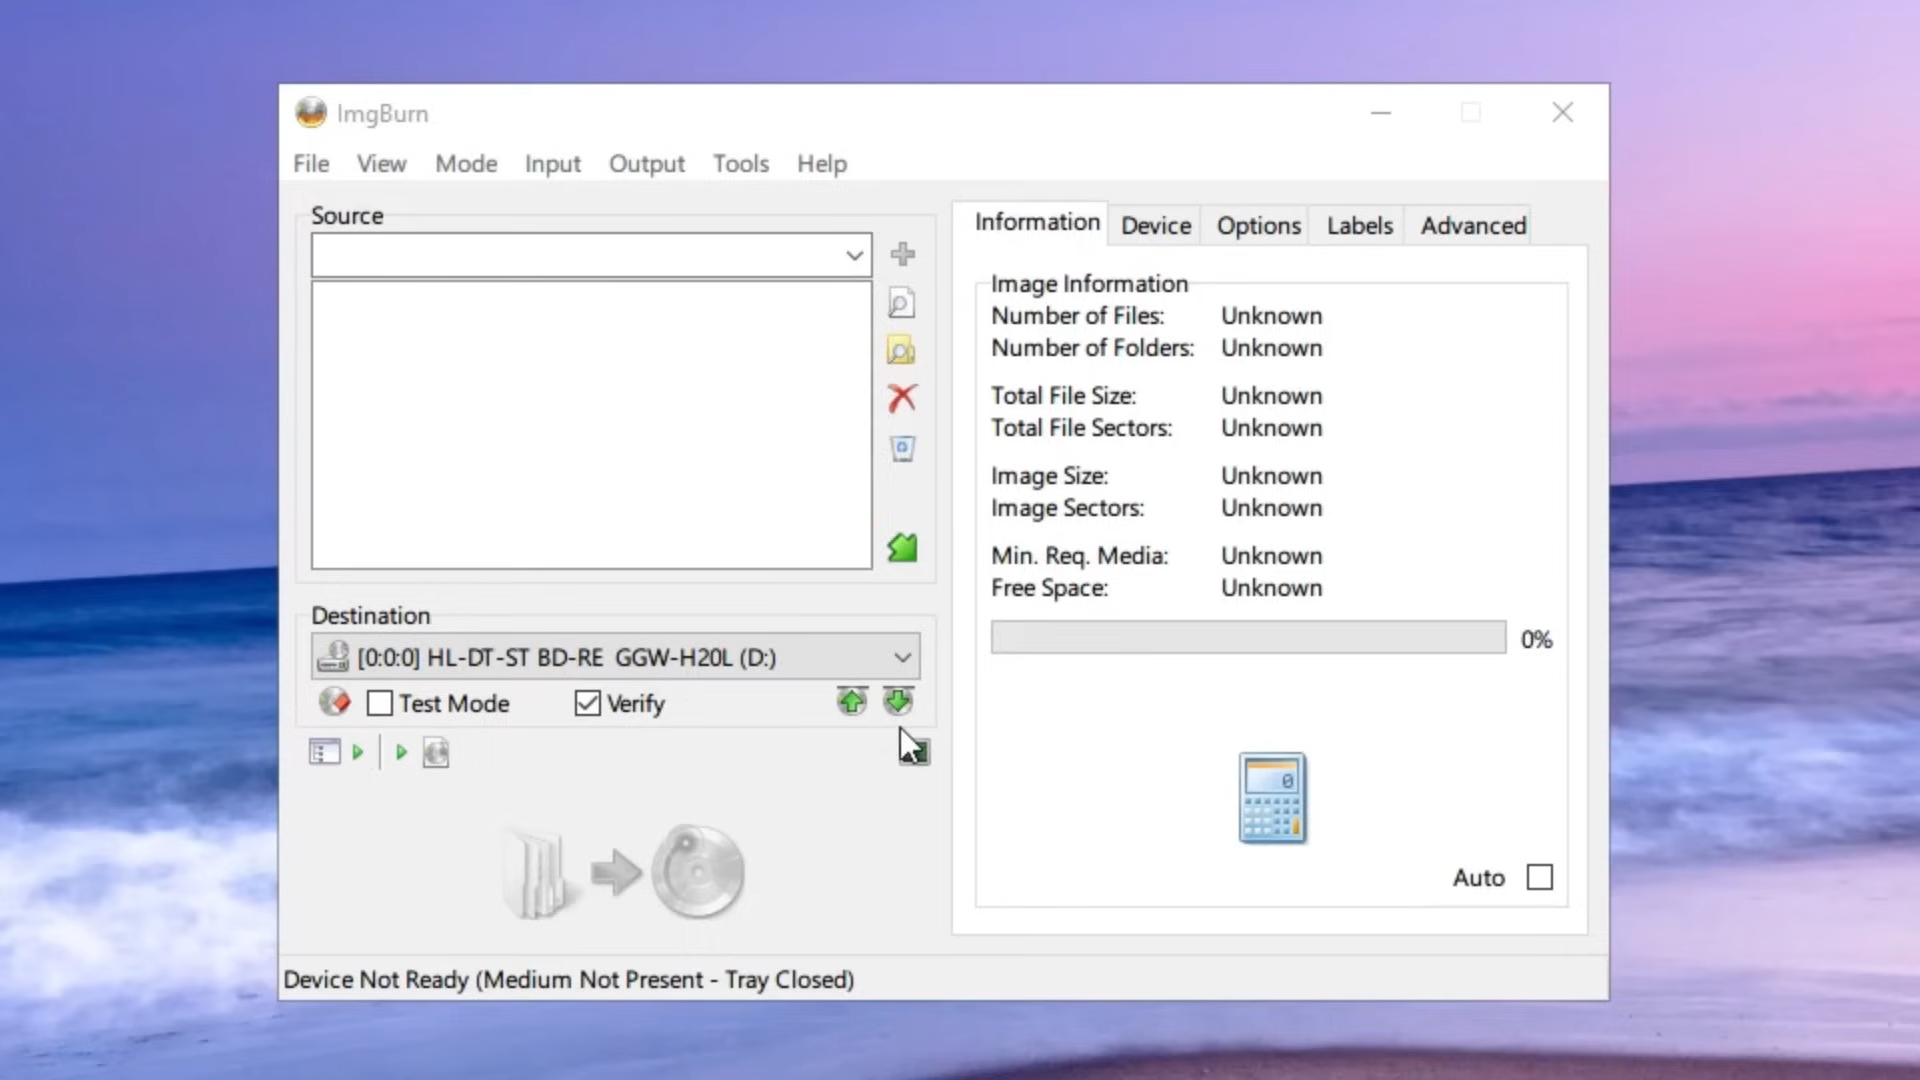 ImgBurn
File View Mode Input Output Tools Help
Source
Information Device Options Labels Advanced
Image Information
Number of Files: Unknown
Number of Folders: Unknown
Total File Size: Unknown
Total File Sectors: Unknown
Image Size: Unknown
Image Sectors: Unknown
Min. Req. Media: Unknown
Free Space: Unknown
0%
Destination
[0:0:0] HL-DT-ST BD-RE GGW-H20L (D:)
Test Mode Verify
0
Auto
Device Not Ready (Medium Not Present - Tray Closed)